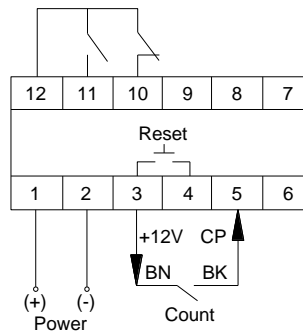 12 11 10 9 8 7
Reset
1 2 3 4 5 6
+12V CP
BN BK
(+) (-)
Count
Power